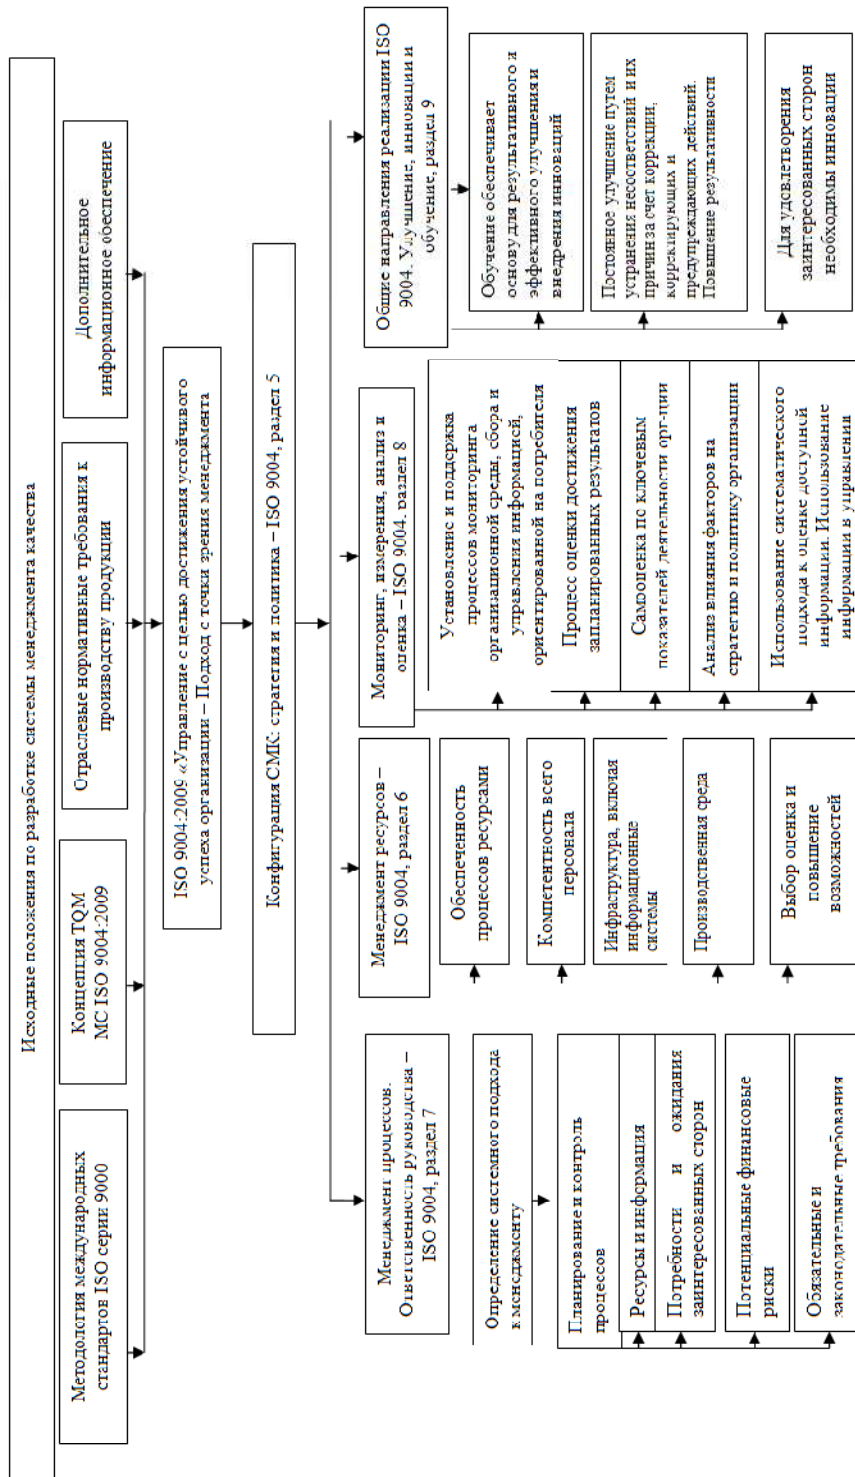 Исходные положения по разработке системы менеджмента качества
Методология международных
стандартов ISO серии 9000
Концепция TQM
МС ISO 9004:2009
Отраслевые нормативные требования к
производству продукции
Дополнительное
информационное обеспечение
ISO 9004:2009 «Управление с целью достижения устойчивого
успеха организации – Подход с точки зрения менеджмента
Конфигурация СМК: стратегия и политика – ISO 9004, раздел 5
Менеджмент процессов.
Ответственность руководства –
ISO 9004, раздел 7
Определение системного подхода
к менеджменту
Планирование и контроль
процессов
Ресурсы и информация
Потребности и ожидания
заинтересованных сторон
Потенциальные финансовые
риски
Обязательные и
законодательные требования
Менеджмент ресурсов –
ISO 9004, раздел 6
Обеспеченность
процессов ресурсами
Компетентность всего
персонала
Инфраструктура, включая
информационные
системы
Производственная среда
Выбор оценка и
повышение
возможностей
Мониторинг, измерения, анализ и
оценка – ISO 9004, раздел 8
Установление и поддержка
процессов мониторинга
организационной среды, сбора и
управления информацией,
ориентированной на потребителя
Процесс оценки достижения
запланированных результатов
Самооценка по ключевым
показателей деятельности орг-ции
Анализ влияния факторов на
стратегию и политику организации
Использование систематического
подхода к оценке доступной
информации. Использование
информации в управлении
Общие направления реализации ISO
9004. Улучшение, инновации и
обучение, раздел 9
Обучение обеспечивает
основу для результативного и
эффективного улучшения и
внедрения инноваций
Постоянное улучшение путем
устранения несоответствий и их
причин за счет коррекции,
корректирующих и
предупреждающих действий.
Повышение результативности
Для удовлетворения
заинтересованных сторон
необходимы инновации